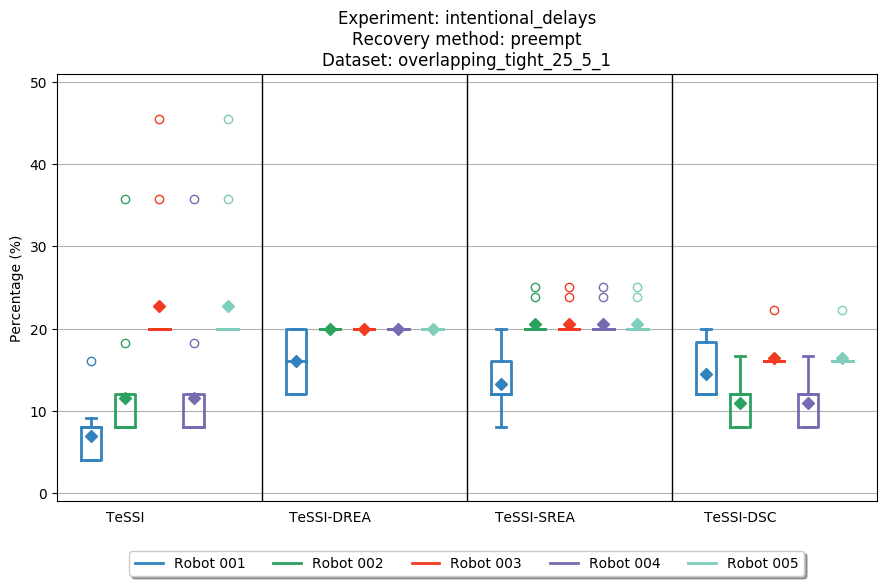 Experiment: intentional_delays
Recovery method: preempt
Dataset: overlapping_tight_25_5_1
Percentage (%)
50
40
30
20
10
0
TeSSI TeSSI-DREA TeSSI-SREA TeSSI-DSC
Robot 001 Robot 002 Robot 003 Robot 004 Robot 005